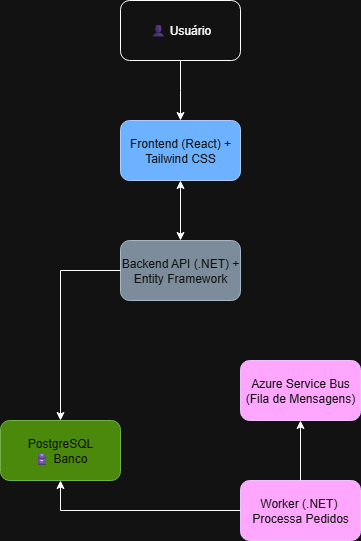 👤 Usuário
Frontend (React) +
Tailwind CSS
Backend API (.NET) +
Entity Framework
Azure Service Bus
(Fila de Mensagens)
PostgreSQL
🗄 Banco
Worker (.NET)
Processa Pedidos